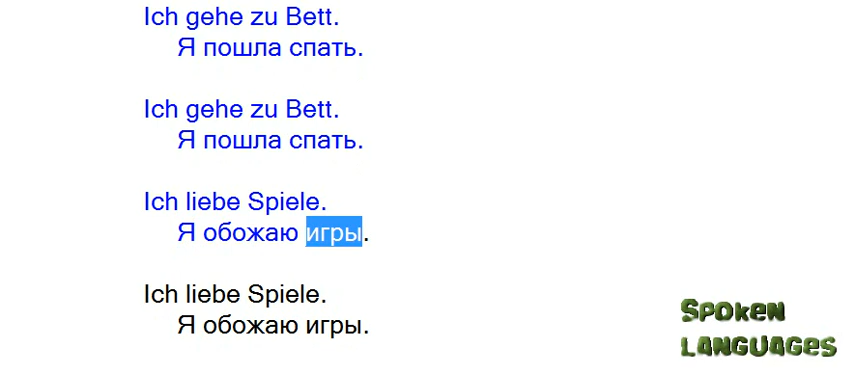 Ich gehe zu Bett.
Я пошла спать.
Ich gehe zu Bett.
Я пошла спать.
Ich liebe Spiele.
Я обожаю игры.
Ich liebe Spiele.
Я обожаю игры.
Spoken
Languages